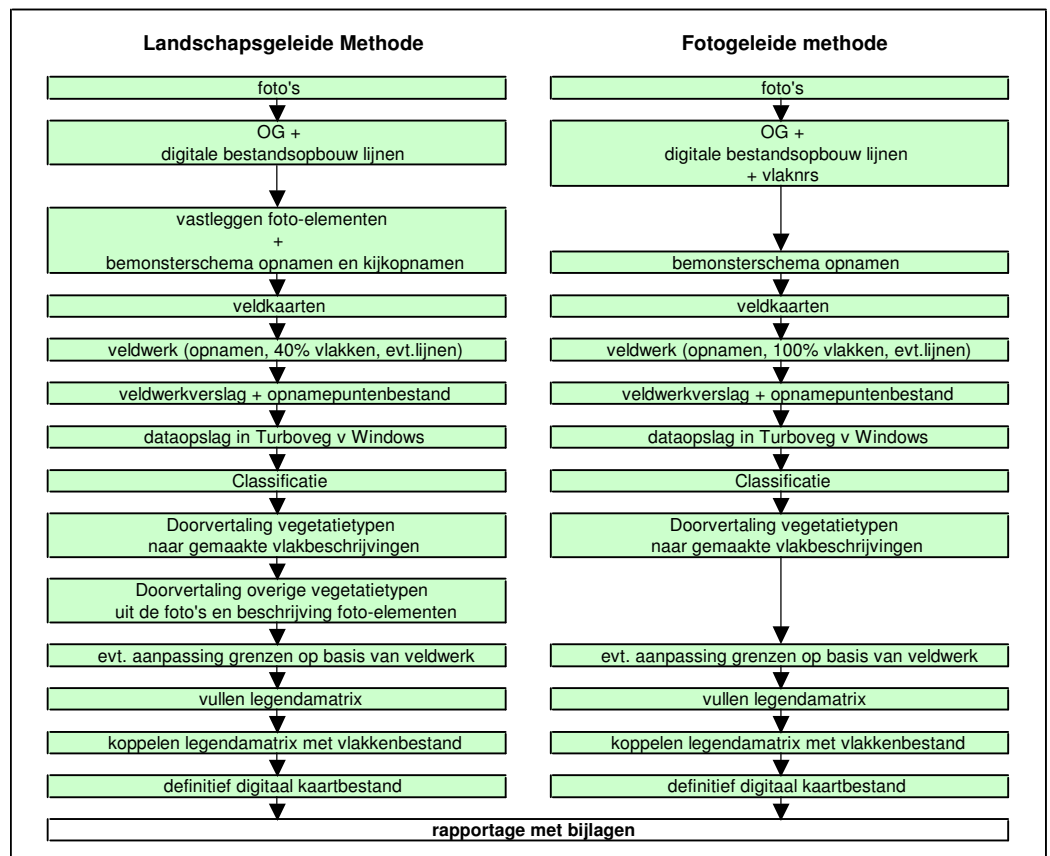 Landschapsgeleide Methode
foto's
OG +
digitale bestandsopbouw lijnen
vastleggen foto-elementen
+
bemonsterschema opnamen en kijkopnamen
veldkaarten
veldwerk (opnamen, 40% vlakken, evt.lijnen)
veldwerkverslag + opnamepuntenbestand
dataopslag in Turboveg v Windows
Classificatie
Doorvertaling vegetatietypen
naar gemaakte vlakbeschrijvingen
Doorvertaling overige vegetatietypen
uit de foto's en beschrijving foto-elementen
evt. aanpassing grenzen op basis van veldwerk
vullen legendamatrix
koppelen legendamatrix met vlakkenbestand
definitief digitaal kaartbestand
Fotogeleide methode
foto's
OG +
digitale bestandsopbouw lijnen
+ vlaknrs
bemonsterschema opnamen
veldkaarten
veldwerk (opnamen, 100% vlakken, evt.lijnen)
veldwerkverslag + opnamepuntenbestand
dataopslag in Turboveg v Windows
Classificatie
Doorvertaling vegetatietypen
naar gemaakte vlakbeschrijvingen
evt. aanpassing grenzen op basis van veldwerk
vullen legendamatrix
koppelen legendamatrix met vlakkenbestand
definitief digitaal kaartbestand
rapportage met bijlagen